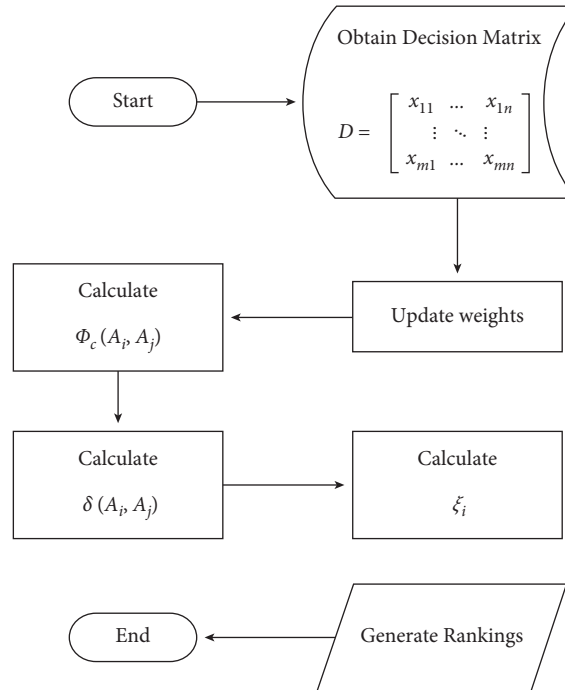 Start
Obtain Decision Matrix
D = [ x11 ... x1n
⋮ ⋱ ⋮
xm1 ... xmn ]
Update weights
Calculate
Φc (Ai, Aj)
Calculate
δ (Ai, Aj)
Calculate
ξi
Generate Rankings
End